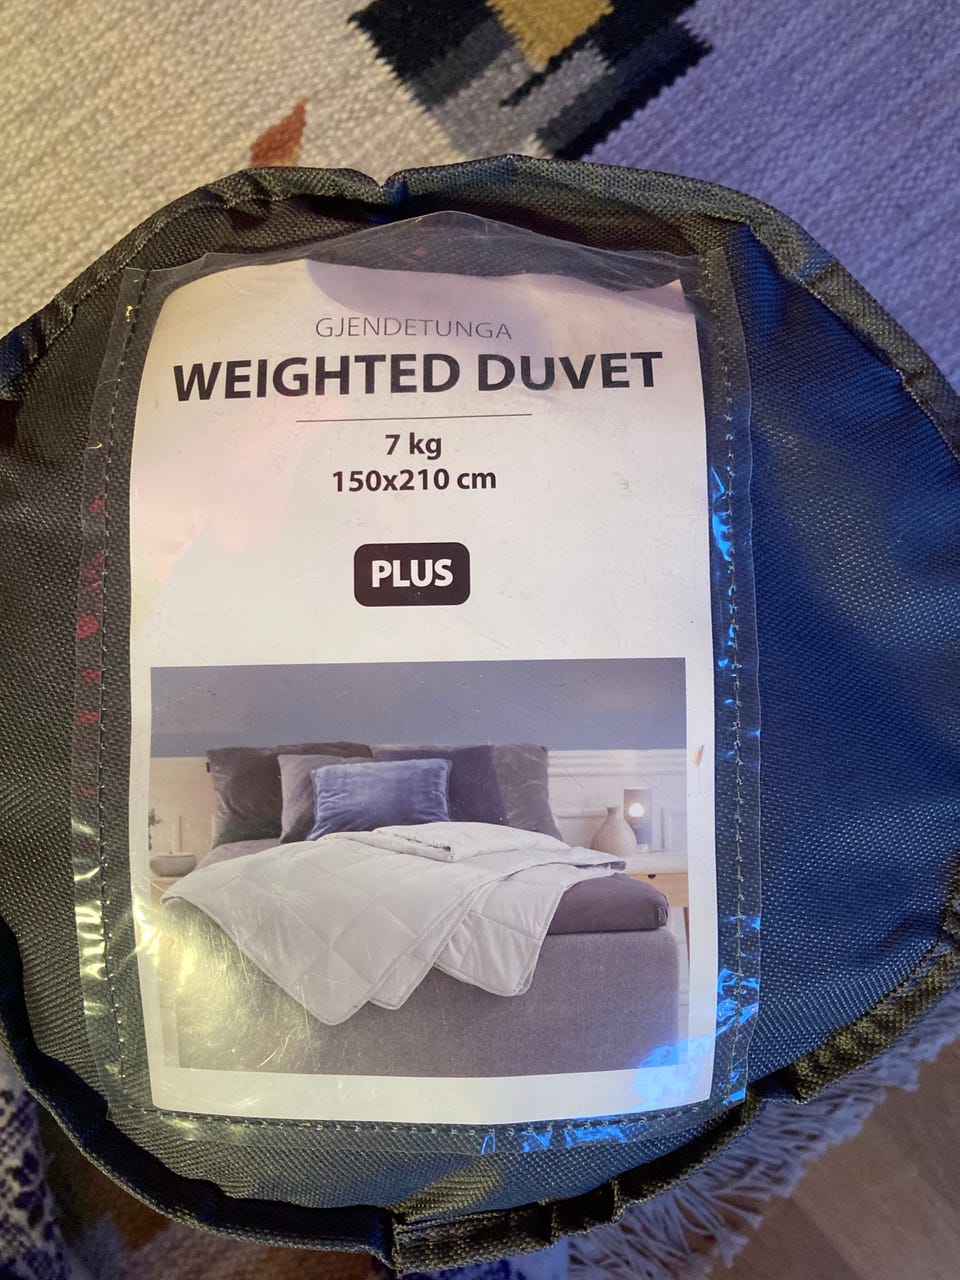 GJENDETUNGA
WEIGHTED DUVET
7 kg
150x210 cm
PLUS